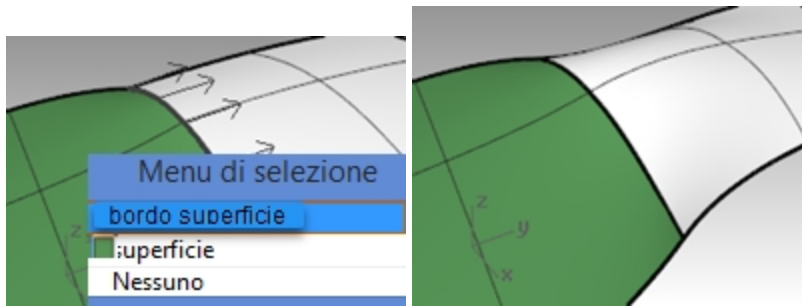 Menu di selezione
bordo superficie
superficie
Nessuno
z
z
y
x